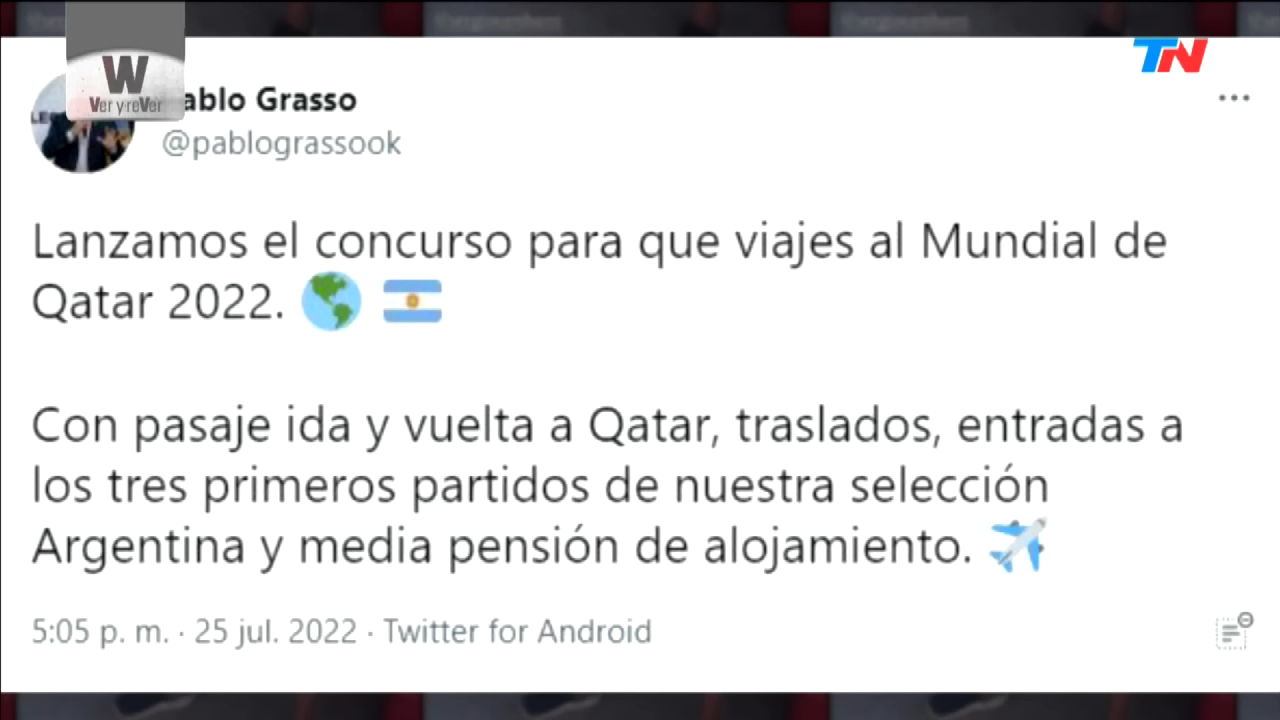 TN
W
Ver y reVer
ablo Grasso
@pablograssook
Lanzamos el concurso para que viajes al Mundial de
Qatar 2022.
Con pasaje ida y vuelta a Qatar, traslados, entradas a
los tres primeros partidos de nuestra selección
Argentina y media pensión de alojamiento.
5:05 p. m. · 25 jul. 2022 · Twitter for Android